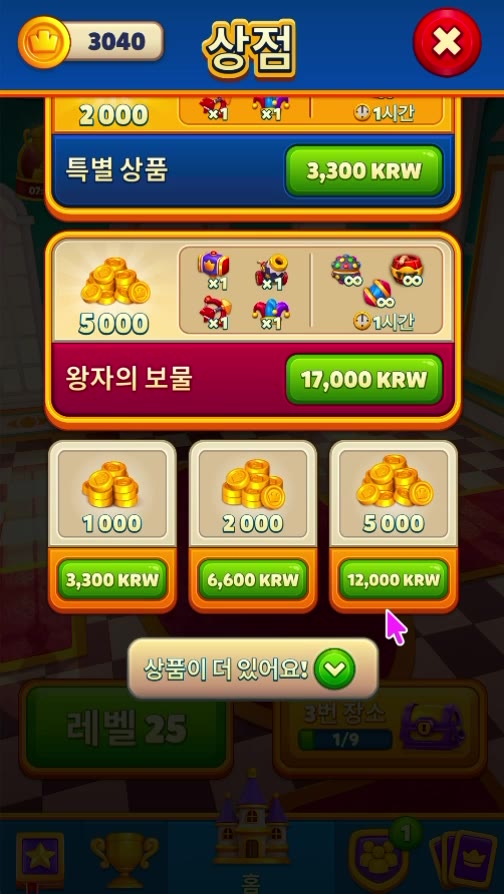 3040
상점
2000
×1 ×1
1시간
특별 상품
3,300 KRW
×1 ×1
5000
×1 ×1
1시간
왕자의 보물
17,000 KRW
1000
2000
5000
3,300 KRW
6,600 KRW
12,000 KRW
상품이 더 있어요!
레벨 25
3번 장소
1/9
1
홈